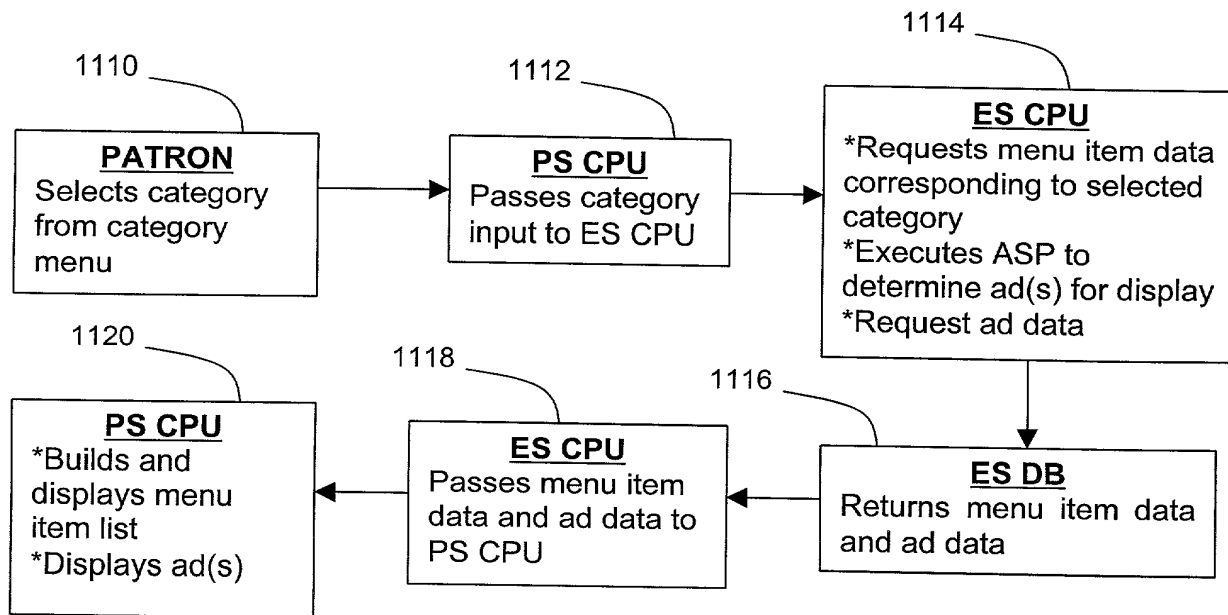 1110
PATRON
Selects category
from category
menu
1112
PS CPU
Passes category
input to ES CPU
1114
ES CPU
*Requests menu item data
corresponding to selected
category
*Executes ASP to
determine ad(s) for display
*Request ad data
1116
ES DB
Returns menu item data
and ad data
1118
ES CPU
Passes menu item
data and ad data to
PS CPU
1120
PS CPU
*Builds and
displays menu
item list
*Displays ad(s)